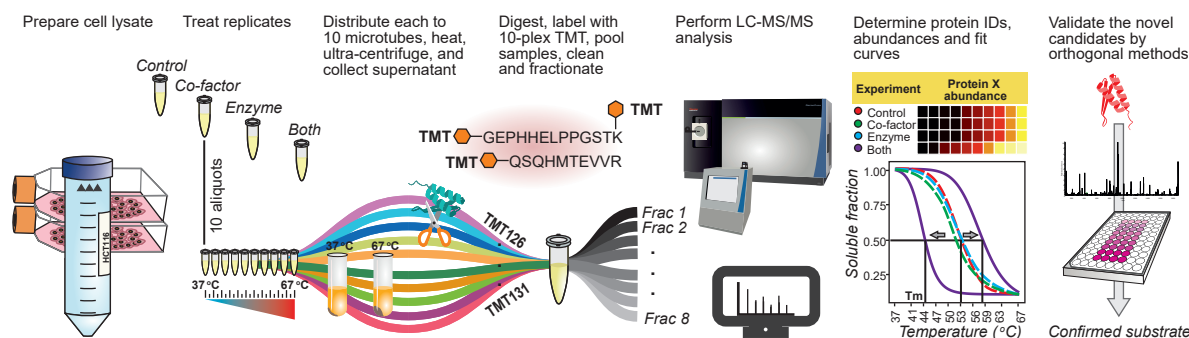 Prepare cell lysate
Treat replicates
Distribute each to
10 microtubes, heat,
ultra-centrifuge, and
collect supernatant
Digest, label with
10-plex TMT, pool
samples, clean
and fractionate
Perform LC-MS/MS
analysis
Determine protein IDs,
abundances and fit
curves
Validate the novel
candidates by
orthogonal methods
Control
Co-factor
Enzyme
Both
10 aliquots
HCT116
37 °C
67 °C
37 °C
67 °C
TMT
TMT
GEPHHELPPGSTK
TMT
QSQHMTEVVR
TMT126
.
.
TMT131
Frac 1
Frac 2
.
.
.
Frac 8
Experiment
Protein X
abundance
Control
Co-factor
Enzyme
Both
Soluble fraction
1.00
0.75
0.50
0.25
Tm
37
41
44
47
50
53
56
59
63
67
Temperature (°C)
Confirmed substrate